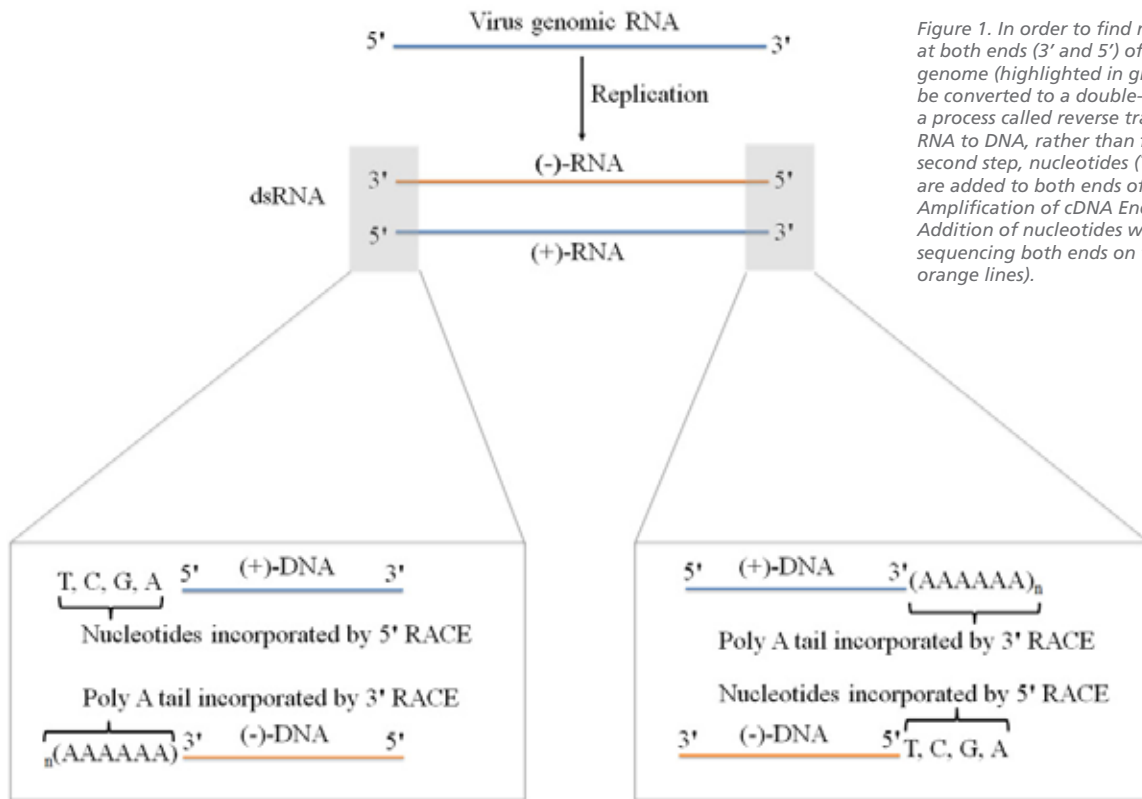 Virus genomic RNA
5' 3'
Replication
(-)-RNA
3' 5'
dsRNA
5' 3'
(+)-RNA
Figure 1. In order to find
at both ends (3' and 5') of
genome (highlighted in
be converted to a double-
a process called reverse
RNA to DNA, rather than
second step, nucleotides
are added to both ends of
Amplification of cDNA
Addition of nucleotides
sequencing both ends on
orange lines).
T, C, G, A 5' (+)-DNA 3'
Nucleotides incorporated by 5' RACE
Poly A tail incorporated by 3' RACE
n(AAAAAA) 3' (-)-DNA 5'
5' (+)-DNA 3' (AAAAAA)n
Poly A tail incorporated by 3' RACE
Nucleotides incorporated by 5' RACE
3' (-)-DNA 5' T, C, G, A